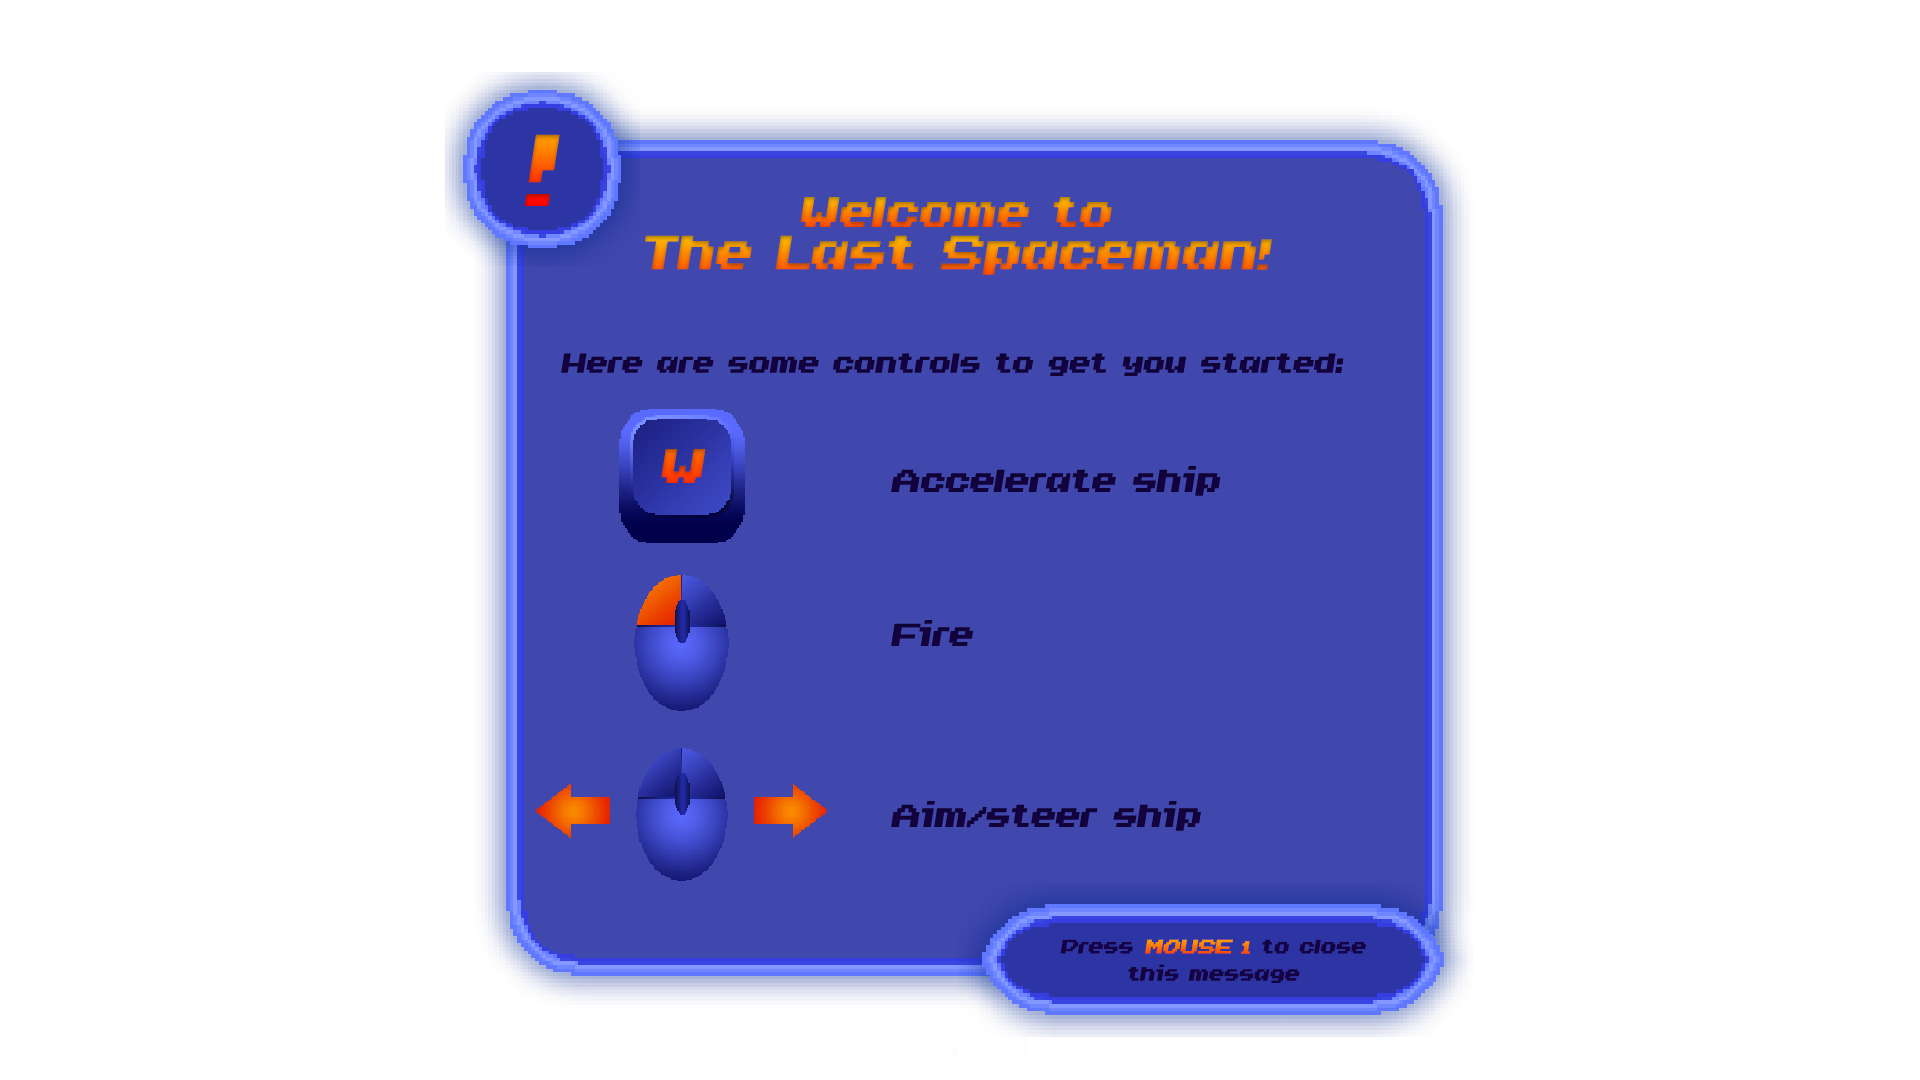 !
Welcome to
The Last Spaceman!
Here are some controls to get you started:
W
Accelerate ship
Fire
Aim/steer ship
Press MOUSE 1 to close
this message